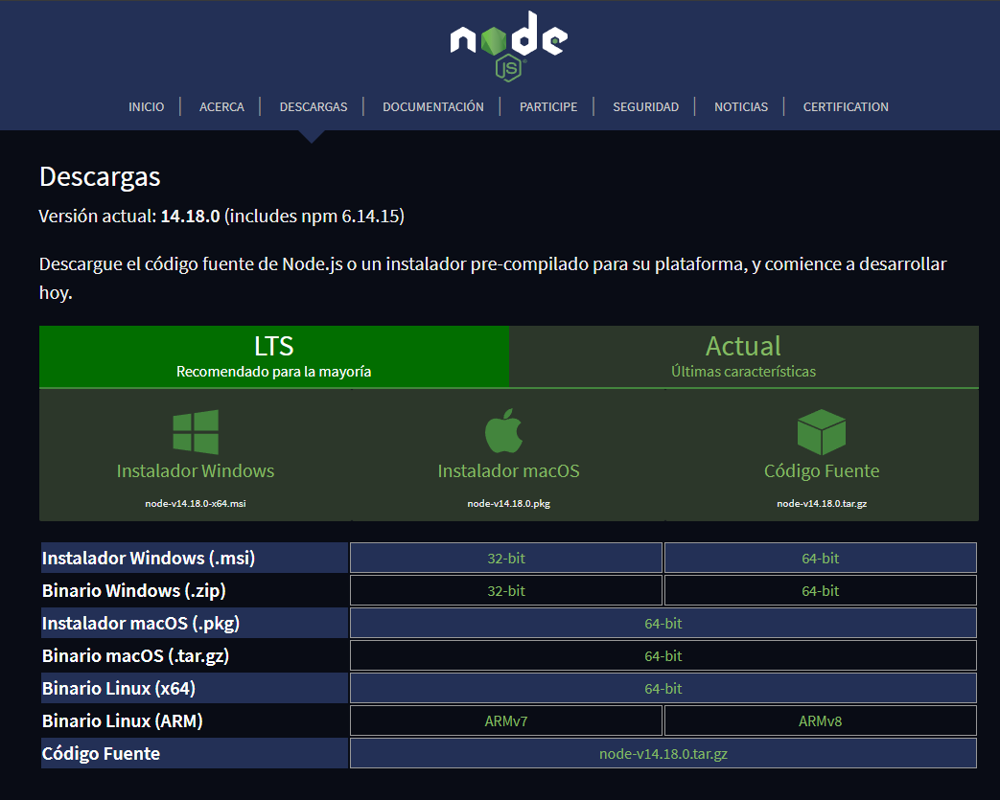 node
JS
INICIO
ACERCA
DESCARGAS
DOCUMENTACIÓN
PARTICIPE
SEGURIDAD
NOTICIAS
CERTIFICATION
Descargas
Versión actual: 14.18.0 (includes npm 6.14.15)
Descargue el código fuente de Node.js o un instalador pre-compilado para su plataforma, y comience a desarrollar
hoy.
LTS
Recomendado para la mayoría
Actual
Últimas características
Instalador Windows
node-v14.18.0-x64.msi
Instalador macOS
node-v14.18.0.pkg
Código Fuente
node-v14.18.0.tar.gz
Instalador Windows (.msi) 32-bit 64-bit
Binario Windows (.zip) 32-bit 64-bit
Instalador macOS (.pkg) 64-bit
Binario macOS (.tar.gz) 64-bit
Binario Linux (x64) 64-bit
Binario Linux (ARM) ARMv7 ARMv8
Código Fuente node-v14.18.0.tar.gz